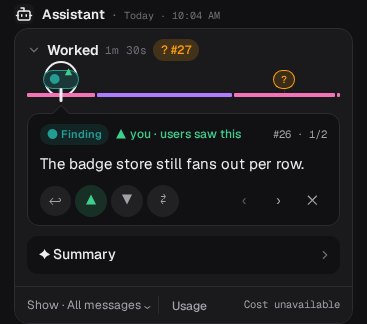 Assistant · Today · 10:04 AM
Worked 1m 30s ? #27
?
Finding ▲ you · users saw this #26 · 1/2
The badge store still fans out per row.
Summary
Show · All messages Usage Cost unavailable